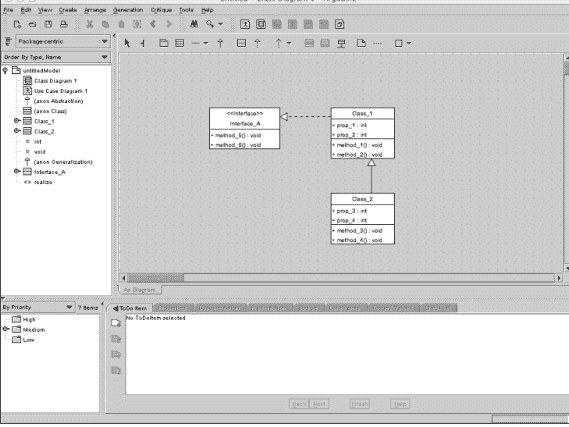 File Edit View Create Arrange Generation Critique Tools Help
Package-centric
Order By Type, Name
untitledModel
Class Diagram 1
Use Case Diagram 1
(anon Abstraction)
(anon Class)
Class_1
Class_2
int
void
(anon Generalization)
Interface_A
<> realize
<<interface>>
Interface_A
+ method_5() : void
+ method_6() : void
Class_1
+ prop_1 : int
+ prop_2 : int
+ method_1() : void
+ method_2() : void
Class_2
+ prop_3 : int
+ prop_4 : int
+ method_3() : void
+ method_4() : void
As Diagram
By Priority 7 Items
High
Medium
Low
ToDo Item
No ToDoItem selected
Back Next Finish Help